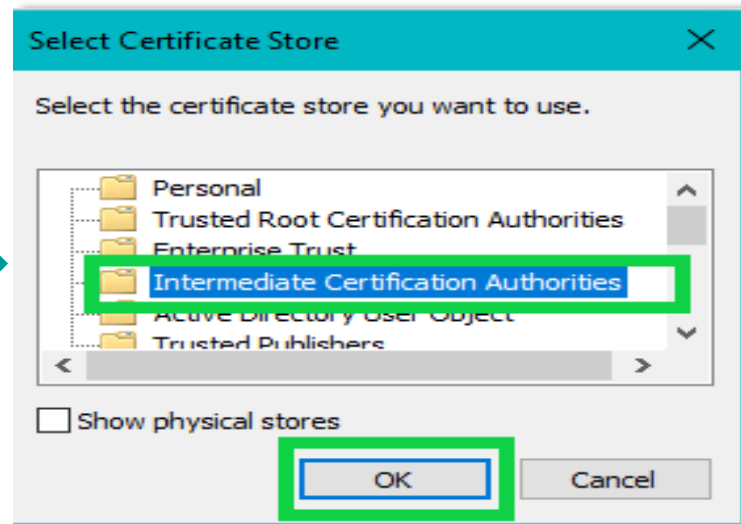 Select Certificate Store
Select the certificate store you want to use.
Personal
Trusted Root Certification Authorities
Enterprise Trust
Intermediate Certification Authorities
Active Directory User Object
Trusted Publishers
Show physical stores
OK Cancel